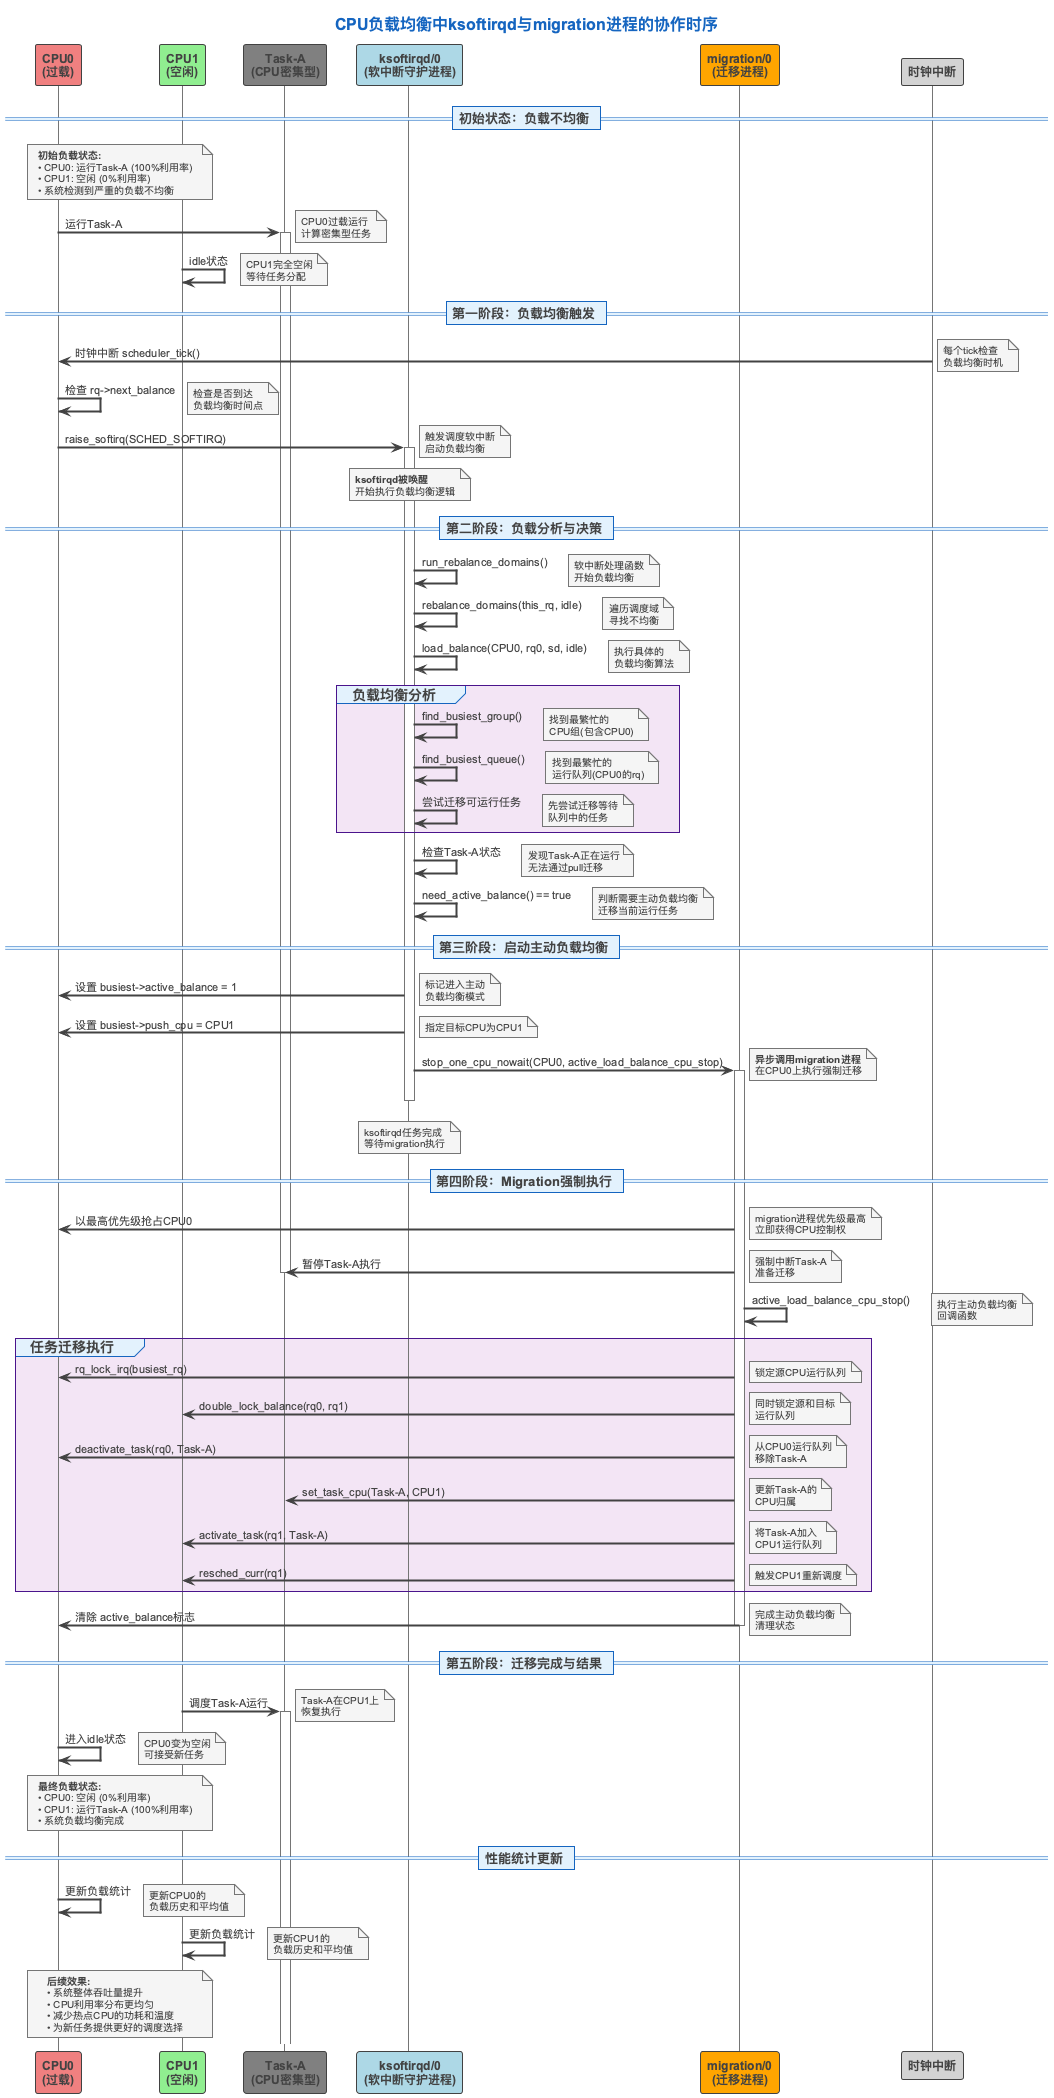 CPU负载均衡中ksoftirqd与migration进程的协作时序
CPU0
(过载)
CPU1
(空闲)
Task-A
(CPU密集型)
ksoftirqd/0
(软中断守护进程)
migration/0
(迁移进程)
时钟中断
初始状态：负载不均衡
初始负载状态:
• CPU0: 运行Task-A (100%利用率)
• CPU1: 空闲 (0%利用率)
• 系统检测到严重的负载不均衡
运行Task-A
CPU0过载运行
计算密集型任务
idle状态
CPU1完全空闲
等待任务分配
第一阶段：负载均衡触发
时钟中断 scheduler_tick()
每个tick检查
负载均衡时机
检查 rq->next_balance
检查是否到达
负载均衡时间点
raise_softirq(SCHED_SOFTIRQ)
触发调度软中断
启动负载均衡
ksoftirqd被唤醒
开始执行负载均衡逻辑
第二阶段：负载分析与决策
run_rebalance_domains()
软中断处理函数
开始负载均衡
rebalance_domains(this_rq, idle)
遍历调度域
寻找不均衡
load_balance(CPU0, rq0, sd, idle)
执行具体的
负载均衡算法
负载均衡分析
find_busiest_group()
找到最繁忙的
CPU组(包含CPU0)
find_busiest_queue()
找到最繁忙的
运行队列(CPU0的rq)
尝试迁移可运行任务
先尝试迁移等待
队列中的任务
检查Task-A状态
发现Task-A正在运行
无法通过pull迁移
need_active_balance() == true
判断需要主动负载均衡
迁移当前运行任务
第三阶段：启动主动负载均衡
设置 busiest->active_balance = 1
标记进入主动
负载均衡模式
设置 busiest->push_cpu = CPU1
指定目标CPU为CPU1
stop_one_cpu_nowait(CPU0, active_load_balance_cpu_stop)
异步调用migration进程
在CPU0上执行强制迁移
ksoftirqd任务完成
等待migration执行
第四阶段：Migration强制执行
以最高优先级抢占CPU0
migration进程优先级最高
立即获得CPU控制权
暂停Task-A执行
强制中断Task-A
准备迁移
active_load_balance_cpu_stop()
执行主动负载均衡
回调函数
任务迁移执行
rq_lock_irq(busiest_rq)
锁定源CPU运行队列
double_lock_balance(rq0, rq1)
同时锁定源和目标
运行队列
deactivate_task(rq0, Task-A)
从CPU0运行队列
移除Task-A
set_task_cpu(Task-A, CPU1)
更新Task-A的
CPU归属
activate_task(rq1, Task-A)
将Task-A加入
CPU1运行队列
resched_curr(rq1)
触发CPU1重新调度
清除 active_balance标志
完成主动负载均衡
清理状态
第五阶段：迁移完成与结果
调度Task-A运行
Task-A在CPU1上
恢复执行
进入idle状态
CPU0变为空闲
可接受新任务
最终负载状态:
• CPU0: 空闲 (0%利用率)
• CPU1: 运行Task-A (100%利用率)
• 系统负载均衡完成
性能统计更新
更新负载统计
更新CPU0的
负载历史和平均值
更新负载统计
更新CPU1的
负载历史和平均值
后续效果:
• 系统整体吞吐量提升
• CPU利用率分布更均匀
• 减少热点CPU的功耗和温度
• 为新任务提供更好的调度选择
CPU0
(过载)
CPU1
(空闲)
Task-A
(CPU密集型)
ksoftirqd/0
(软中断守护进程)
migration/0
(迁移进程)
时钟中断